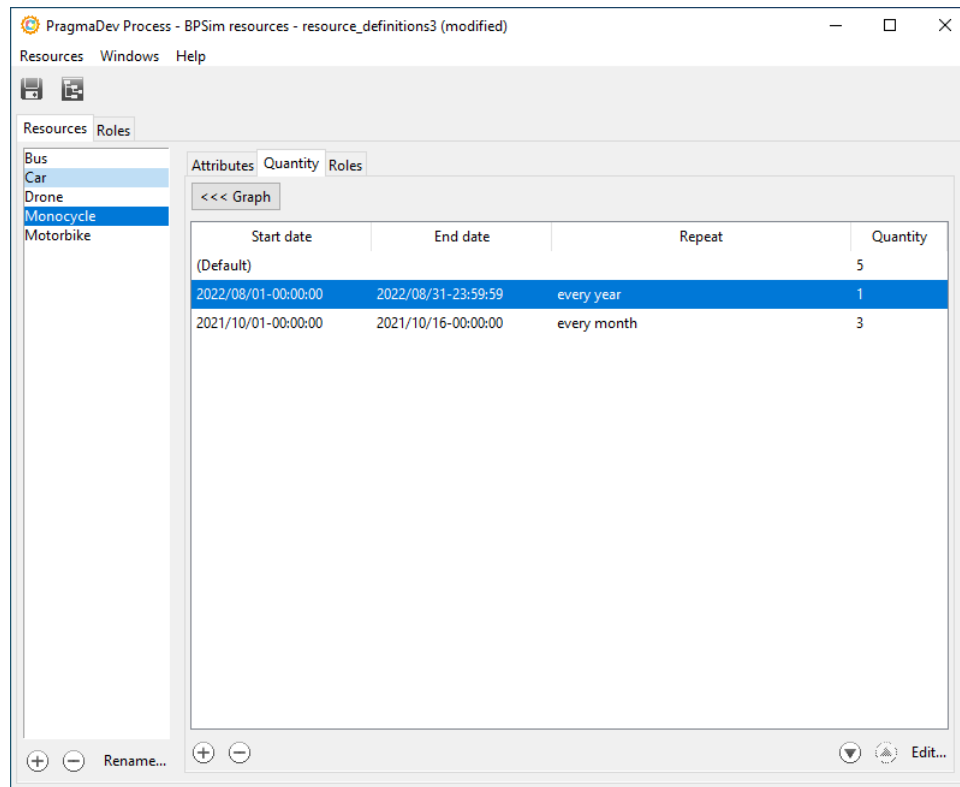 PragmaDev Process - BPSim resources - resource_definitions3 (modified)
Resources Windows Help
Resources Roles
Bus
Car
Drone
Monocycle
Motorbike
Attributes Quantity Roles
<<< Graph
Start date End date Repeat Quantity
(Default) 5
2022/08/01-00:00:00 2022/08/31-23:59:59 every year 1
2021/10/01-00:00:00 2021/10/16-00:00:00 every month 3
Rename...
Edit...